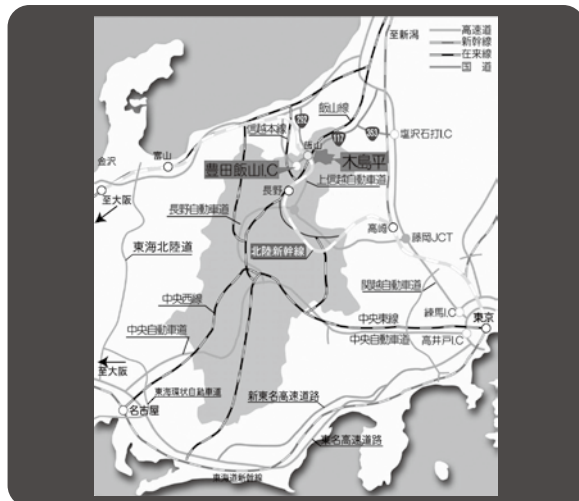 高速道
新幹線
在来線
国道
至新潟
飯山線
信越本線
292
117
353
塩沢石打I.C
飯山
金沢
富山
豊田飯山I.C
木島平
長野
上信越自動車道
至大阪
長野自動車道
高崎
藤岡JCT
東海北陸道
北陸新幹線
関越自動車道
中央西線
練馬I.C
東京
中央東線
中央自動車道
中央自動車道
高井戸I.C
至大阪
東海環状自動車道
新東名高速道路
名古屋
東名高速道路
東海道新幹線